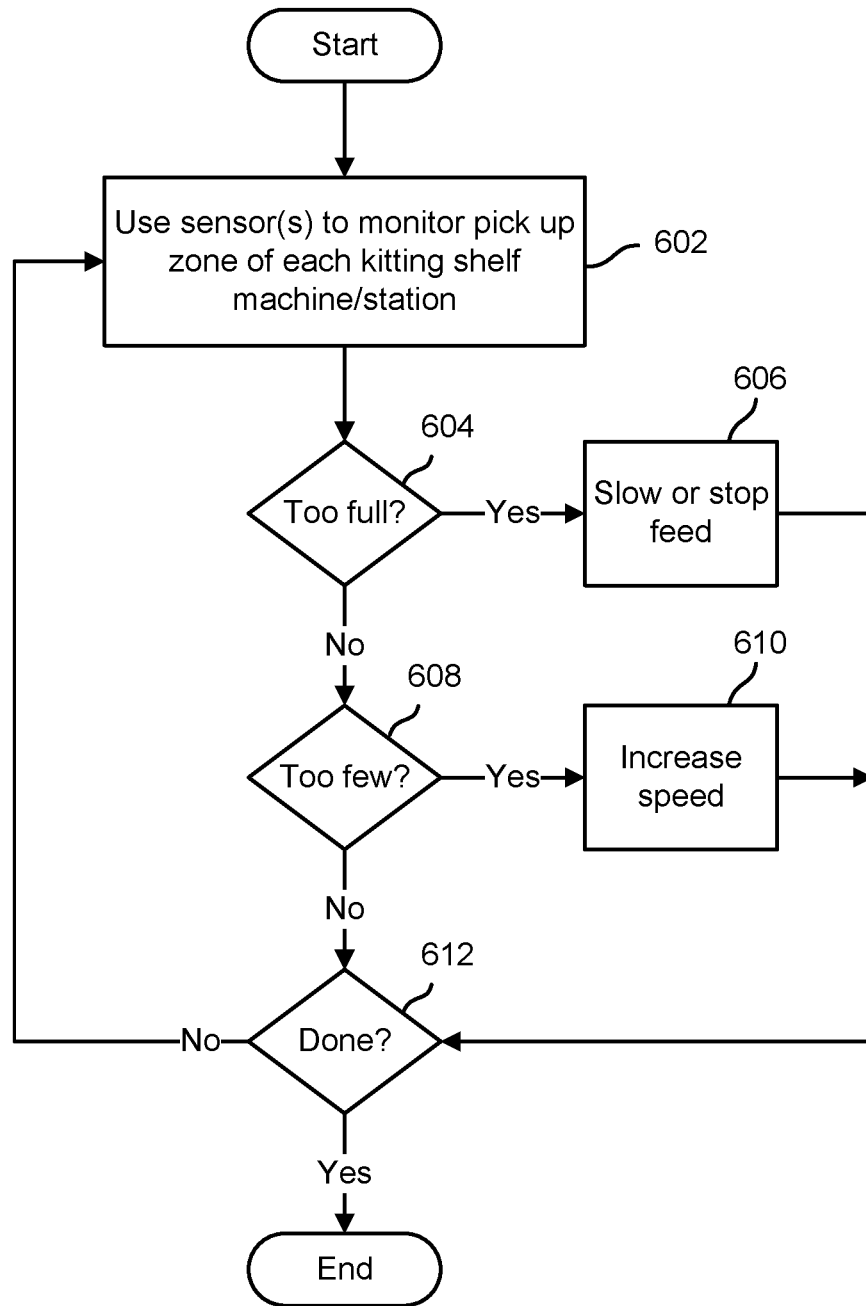 Start
Use sensor(s) to monitor pick up
zone of each kitting shelf
machine/station
602
604
606
Too full?
Yes
Slow or stop
feed
No
608
610
Too few?
Yes
Increase
speed
No
612
No
Done?
Yes
End